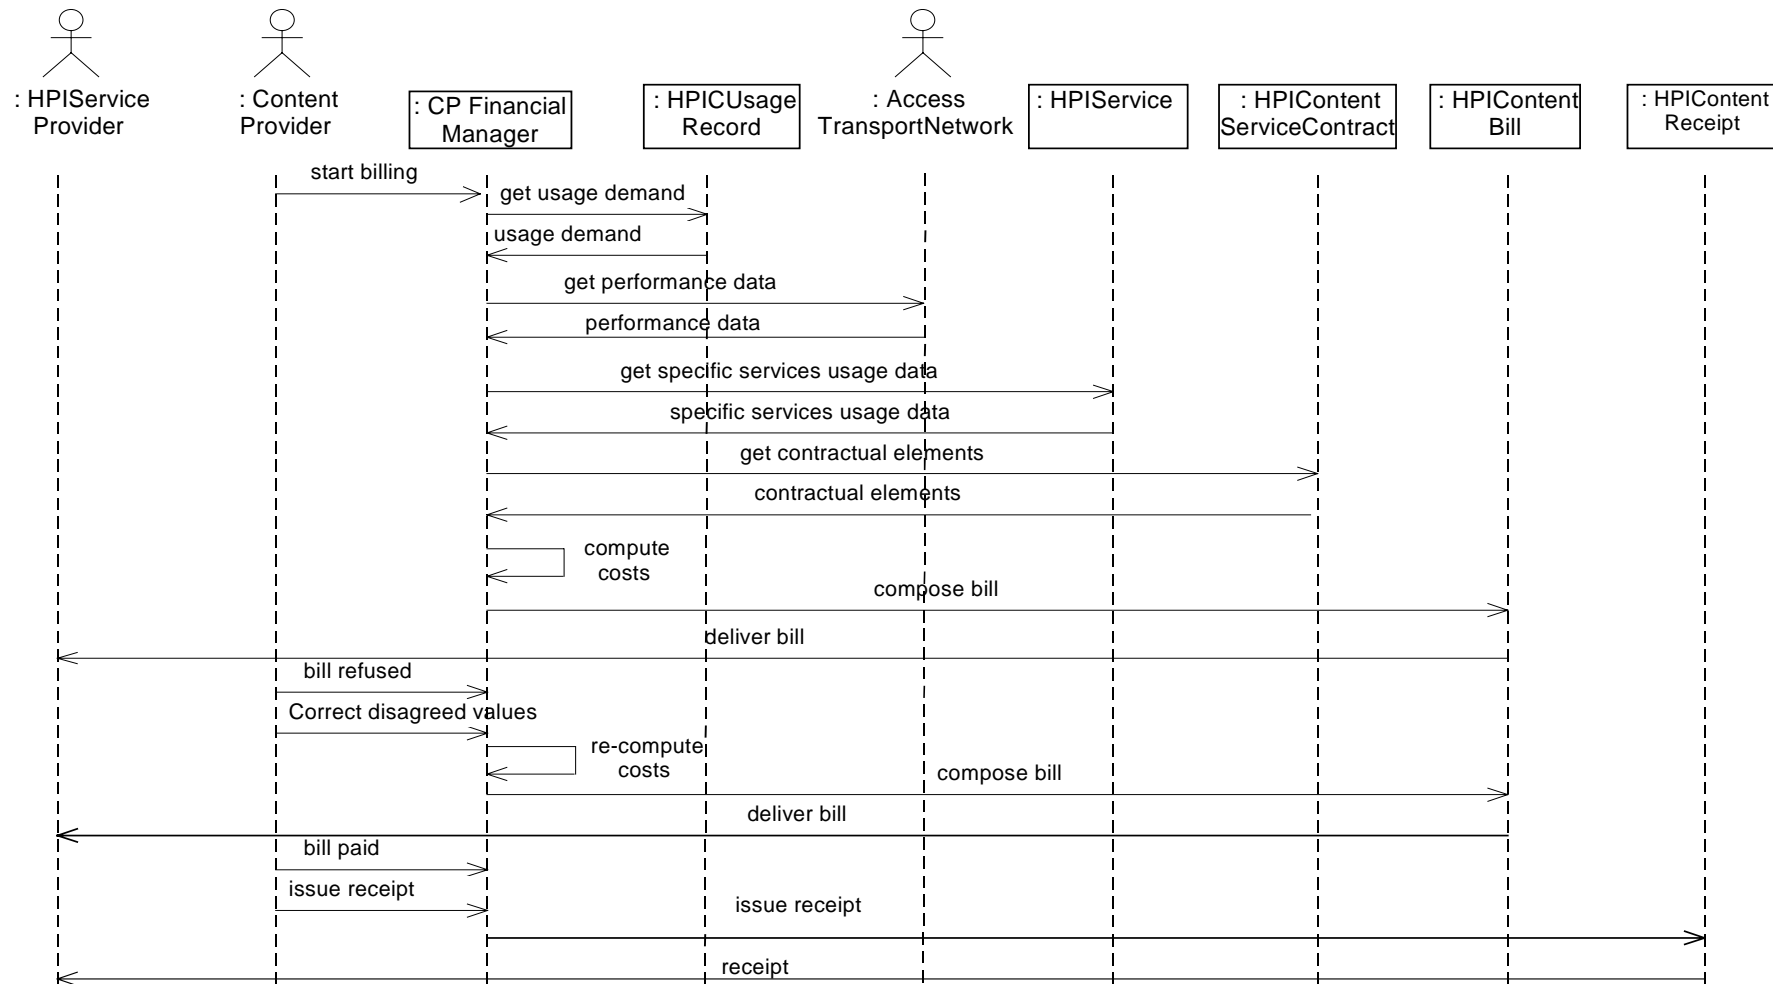 : HPIService
Provider
: Content
Provider
: CP Financial
Manager
: HPICUsage
Record
: Access
TransportNetwork
: HPIService
: HPIContent
ServiceContract
: HPIContent
Bill
: HPIContent
Receipt
start billing
get usage demand
usage demand
get performance data
performance data
get specific services usage data
specific services usage data
get contractual elements
contractual elements
compute
costs
compose bill
deliver bill
bill refused
Correct disagreed values
re-compute
costs
compose bill
deliver bill
bill paid
issue receipt
issue receipt
receipt